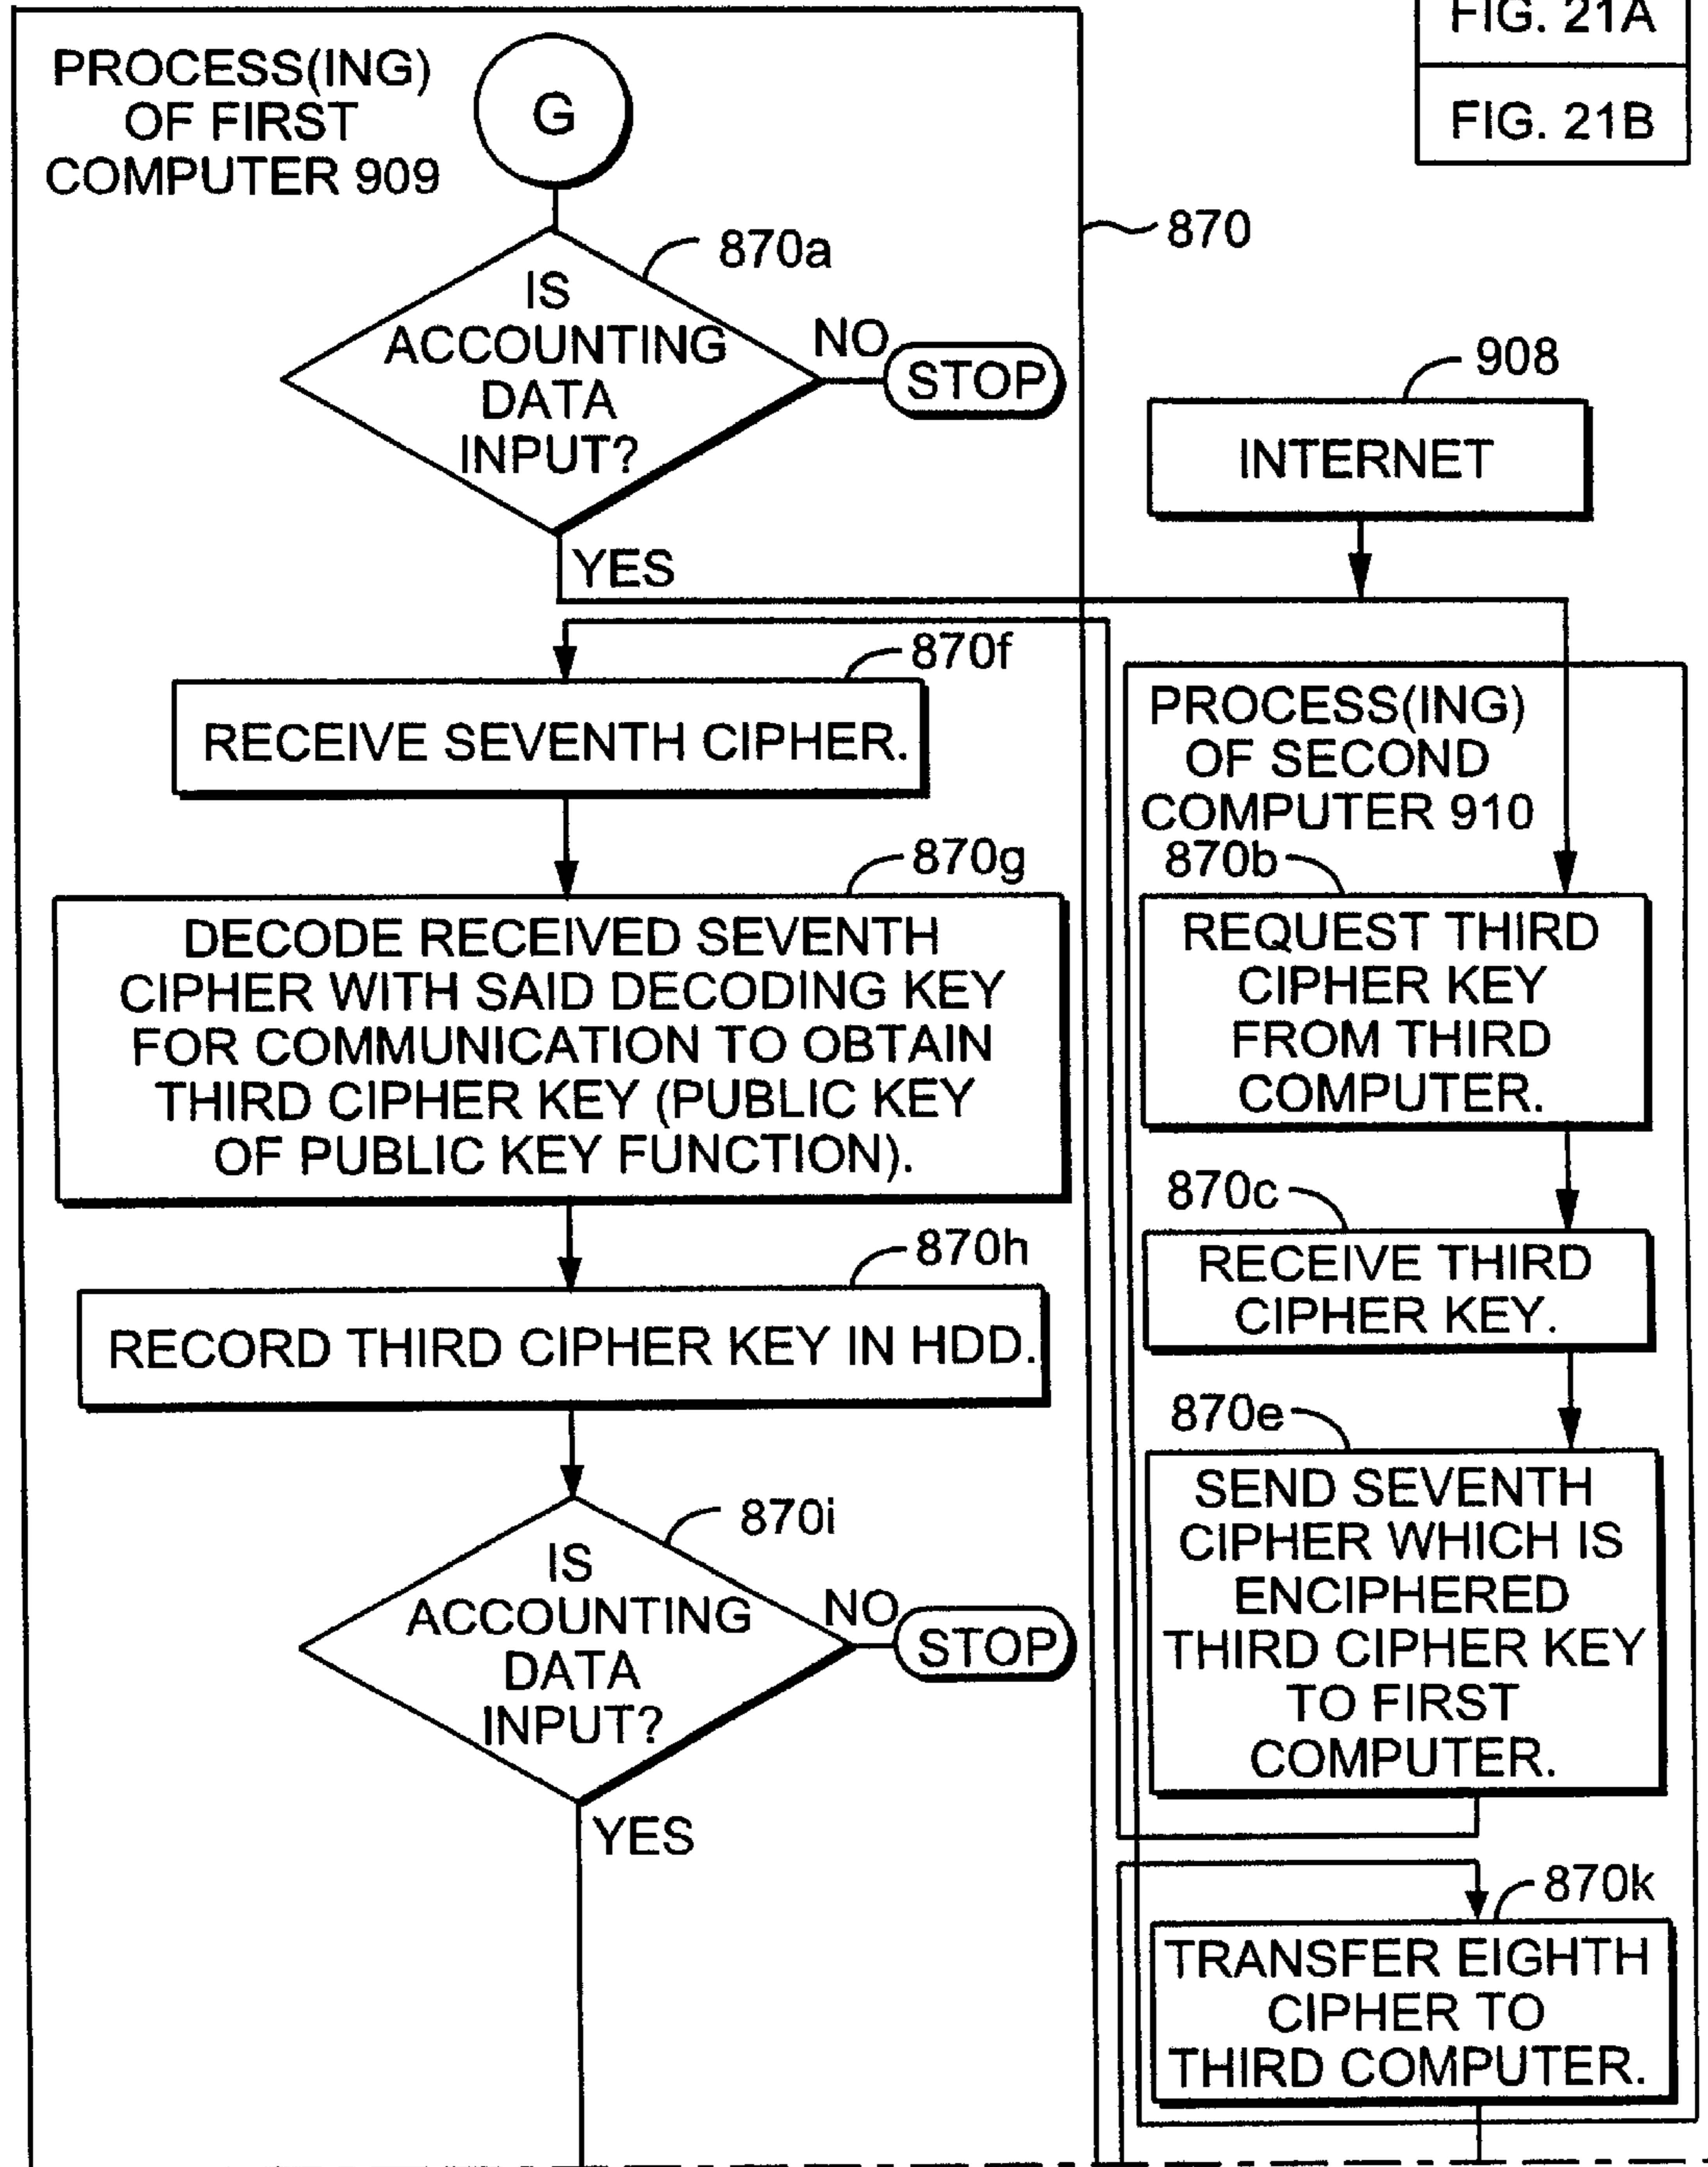 FIG. 21A
FIG. 21B
PROCESS(ING)
OF FIRST
COMPUTER 909
G
870
870a
IS
ACCOUNTING
DATA
INPUT?
NO
STOP
YES
908
INTERNET
870f
RECEIVE SEVENTH CIPHER.
870g
DECODE RECEIVED SEVENTH
CIPHER WITH SAID DECODING KEY
FOR COMMUNICATION TO OBTAIN
THIRD CIPHER KEY (PUBLIC KEY
OF PUBLIC KEY FUNCTION).
870h
RECORD THIRD CIPHER KEY IN HDD.
870i
IS
ACCOUNTING
DATA
INPUT?
NO
STOP
YES
PROCESS(ING)
OF SECOND
COMPUTER 910
870b
REQUEST THIRD
CIPHER KEY
FROM THIRD
COMPUTER.
870c
RECEIVE THIRD
CIPHER KEY.
870e
SEND SEVENTH
CIPHER WHICH IS
ENCIPHERED
THIRD CIPHER KEY
TO FIRST
COMPUTER.
870k
TRANSFER EIGHTH
CIPHER TO
THIRD COMPUTER.